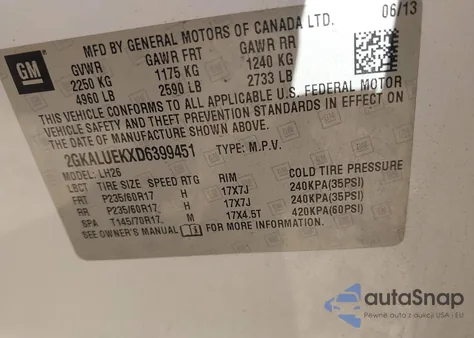 GM
MFD BY GENERAL MOTORS OF CANADA LTD. 06/13
GVWR GAWR FRT GAWR RR
2250 KG 1175 KG 1240 KG
4960 LB 2590 LB 2733 LB
THIS VEHICLE CONFORMS TO ALL APPLICABLE U.S. FEDERAL MOTOR
VEHICLE SAFETY AND THEFT PREVENTION STANDARDS IN EFFECT ON
THE DATE OF MANUFACTURE SHOWN ABOVE.
2GKALUEKXD6399451 TYPE: M.P.V.
MODEL: LH26
LB TIRE SIZE SPEED RTG RIM COLD TIRE PRESSURE
FRT P235/60R17 H 17X7J 240KPA(35PSI)
RR P235/60R17 H 17X7J 240KPA(35PSI)
SPA T145/70R17 M 17X4.5T 420KPA(60PSI)
SEE OWNER'S MANUAL FOR MORE INFORMATION.
autoSnap
Pewne auto z aukcji USA i EU